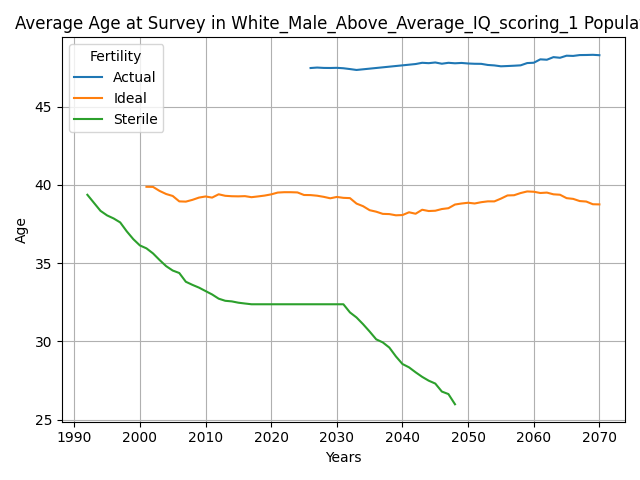 Average Age at Survey in White_Male_Above_Average_IQ_scoring_1 Popula
Fertility
Actual
Ideal
Sterile
45
40
35
30
25
Age
1990 2000 2010 2020 2030 2040 2050 2060 2070
Years